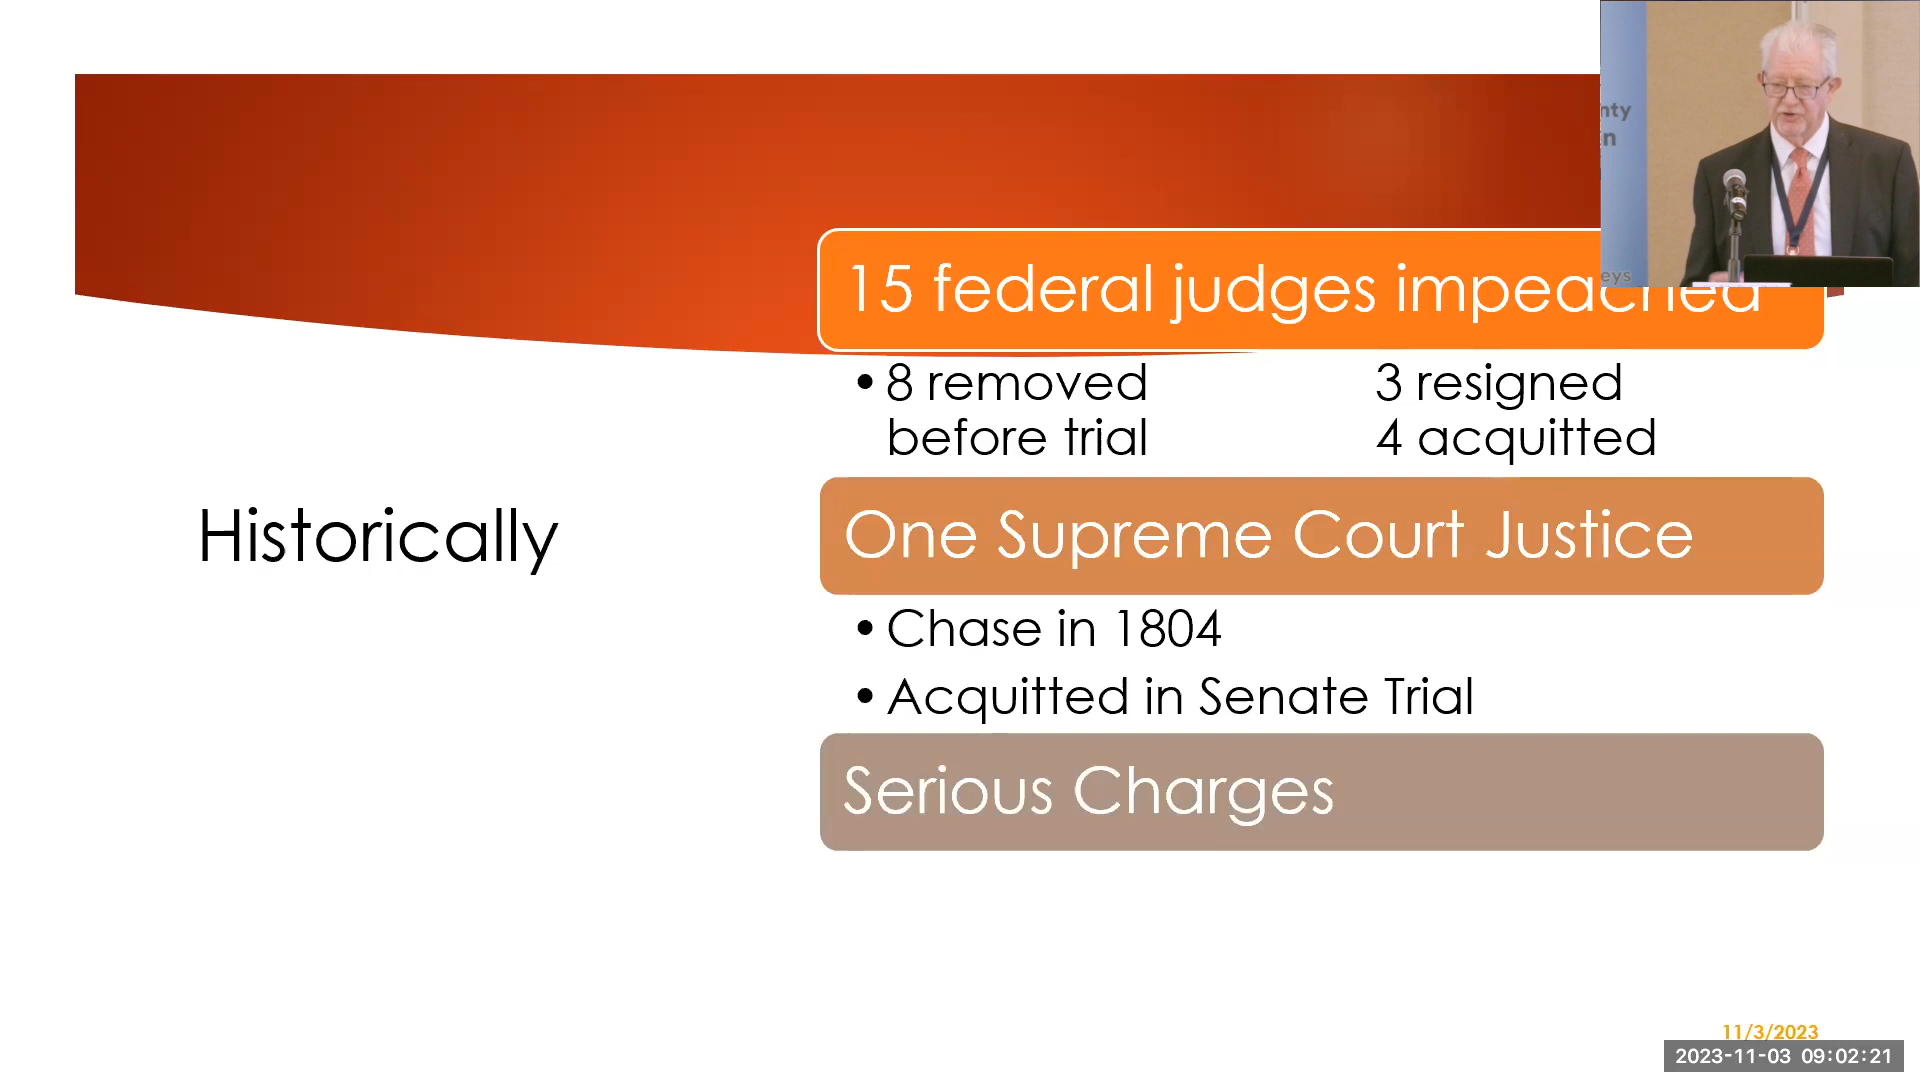 15 federal judges impeached
• 8 removed 3 resigned
before trial 4 acquitted
Historically
One Supreme Court Justice
• Chase in 1804
• Acquitted in Senate Trial
Serious Charges
11/3/2023
2023-11-03 09:02:21